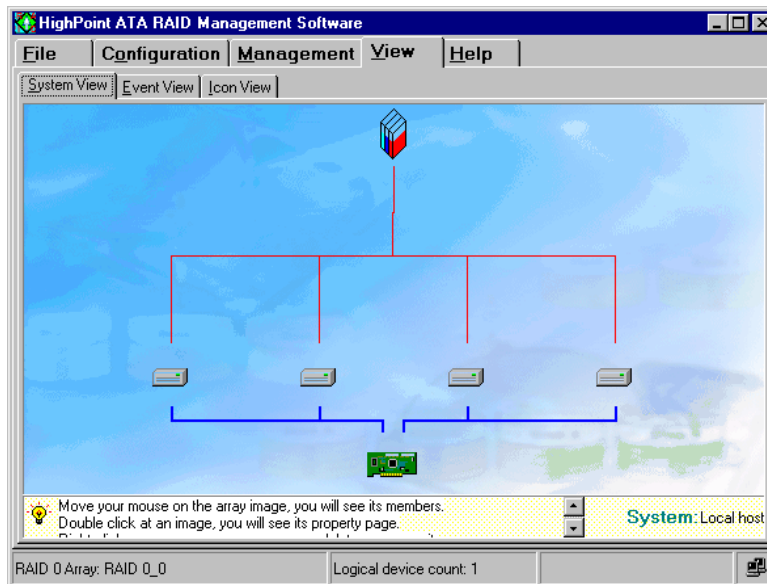 HighPoint ATA RAID Management Software
File Configuration Management View Help
System View Event View Icon View
Move your mouse on the array image, you will see its members.
Double click at an image, you will see its property page.
System: Local host
RAID 0 Array: RAID 0_0 Logical device count: 1